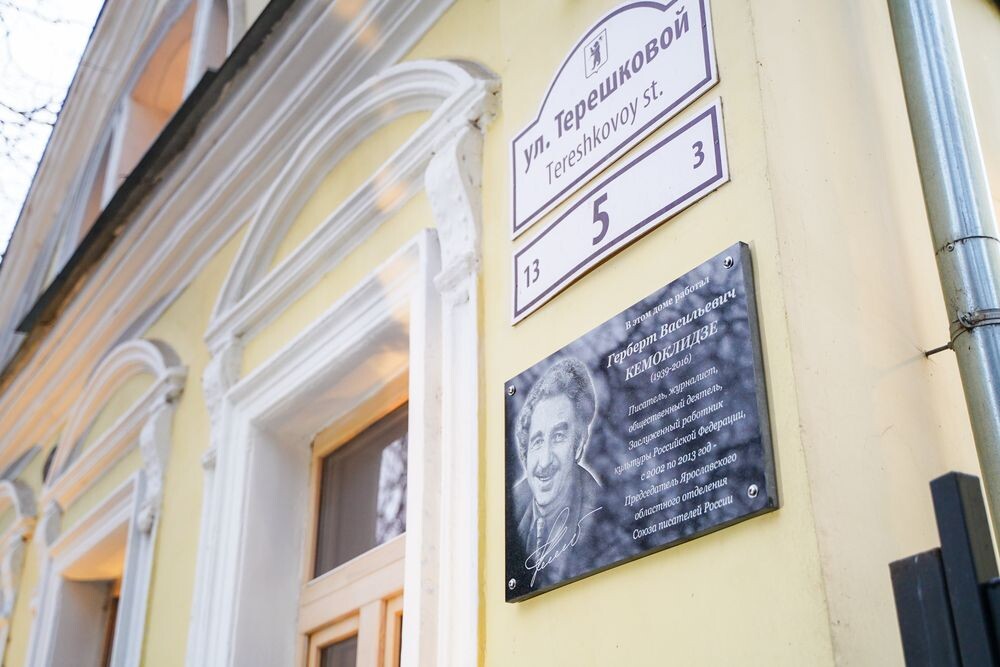 ул. Терешковой
Tereshkovoy st.
13 5 3
В этом доме работал
Герберт Васильевич
КЕМОКЛИДЗЕ
(1939-2016)
Писатель, журналист,
общественный деятель,
Заслуженный работник
культуры Российской Федерации,
с 2002 по 2013 год -
Председатель Ярославского
областного отделения
Союза писателей России